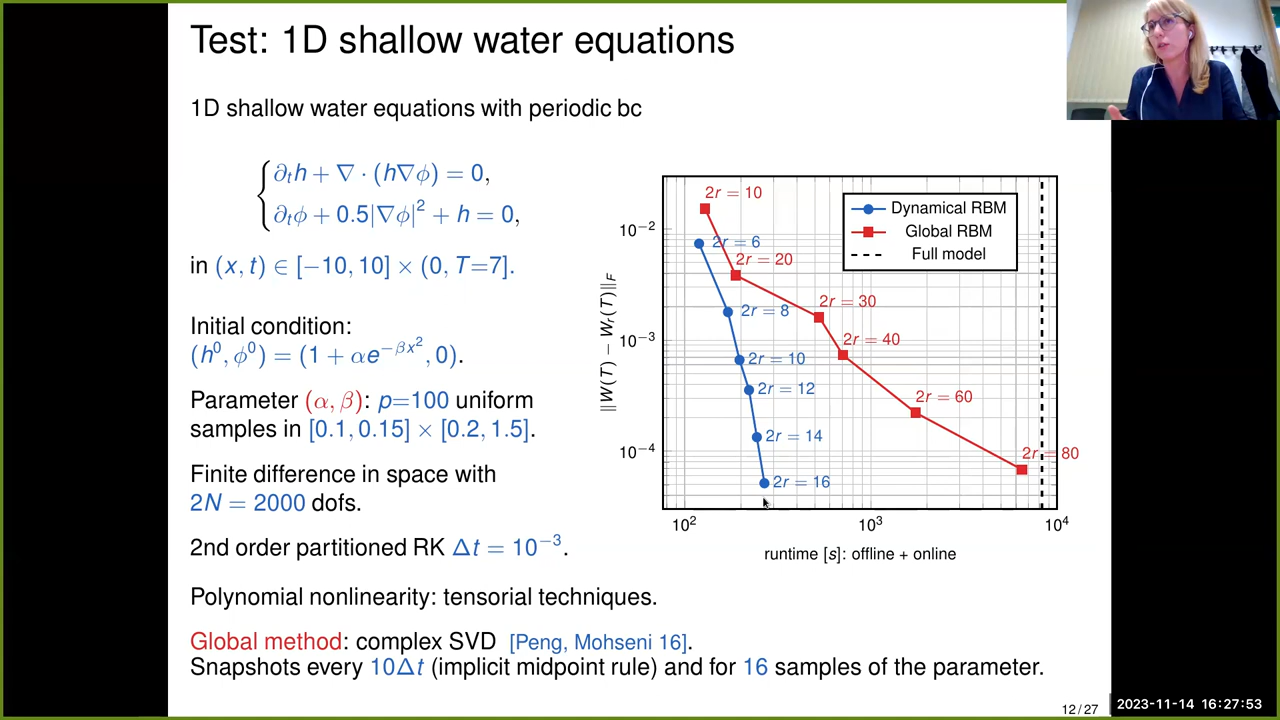 Test: 1D shallow water equations
1D shallow water equations with periodic bc
∂ₜh + ∇ · (h∇ϕ) = 0,
∂ₜϕ + 0.5|∇ϕ|² + h = 0,
in (x, t) ∈ [−10, 10] × (0, T=7].
Initial condition:
(h⁰, ϕ⁰) = (1 + αe^{−βx²}, 0).
Parameter (α, β): p=100 uniform
samples in [0.1, 0.15] × [0.2, 1.5].
Finite difference in space with
2N = 2000 dofs.
2nd order partitioned RK Δt = 10⁻³.
Polynomial nonlinearity: tensorial techniques.
Global method: complex SVD [Peng, Mohseni 16].
Snapshots every 10Δt (implicit midpoint rule) and for 16 samples of the parameter.
‖W(T) − Wᵣ(T)‖_F
10⁻²
10⁻³
10⁻⁴
2r = 10
2r = 6
2r = 20
2r = 8
2r = 30
2r = 40
2r = 10
2r = 12
2r = 60
2r = 14
2r = 80
2r = 16
Dynamical RBM
Global RBM
Full model
10²
10³
10⁴
runtime [s]: offline + online
12 / 27
2023-11-14 16:27:53